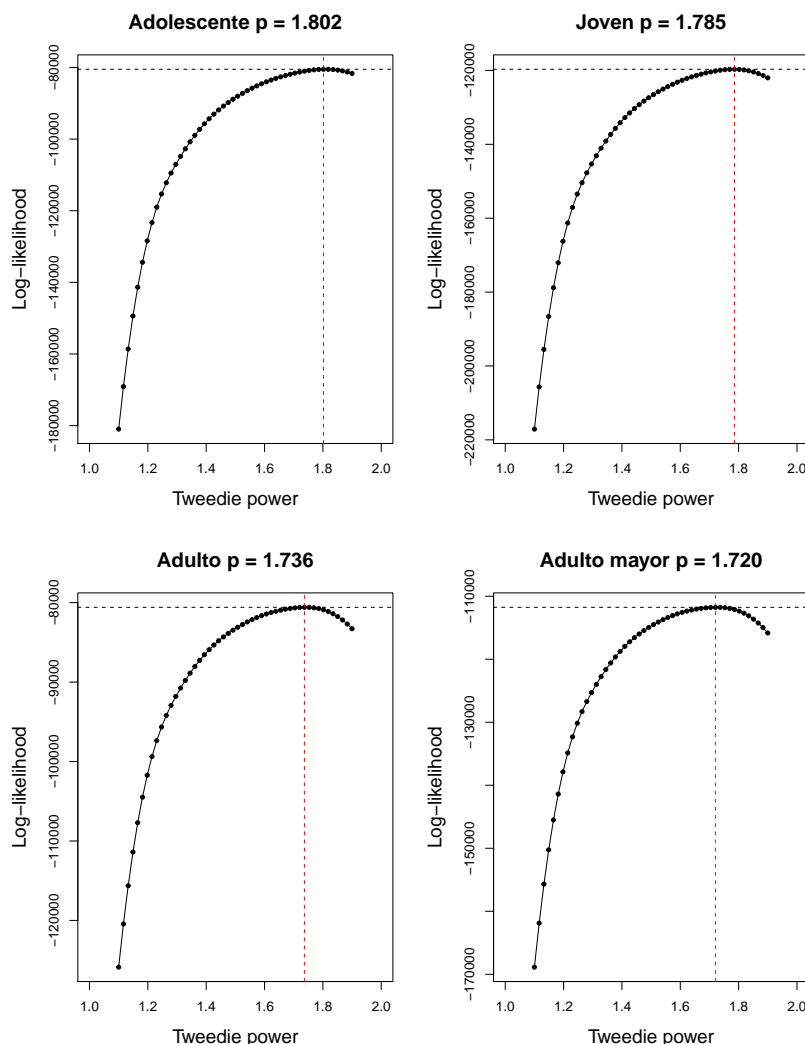 Adolescente p = 1.802
Log−likelihood
−80000
−100000
−120000
−140000
−160000
−180000
1.0 1.2 1.4 1.6 1.8 2.0
Tweedie power
Joven p = 1.785
Log−likelihood
−120000
−140000
−160000
−180000
−200000
−220000
1.0 1.2 1.4 1.6 1.8 2.0
Tweedie power
Adulto p = 1.736
Log−likelihood
−80000
−90000
−100000
−110000
−120000
1.0 1.2 1.4 1.6 1.8 2.0
Tweedie power
Adulto mayor p = 1.720
Log−likelihood
−110000
−130000
−150000
−170000
1.0 1.2 1.4 1.6 1.8 2.0
Tweedie power